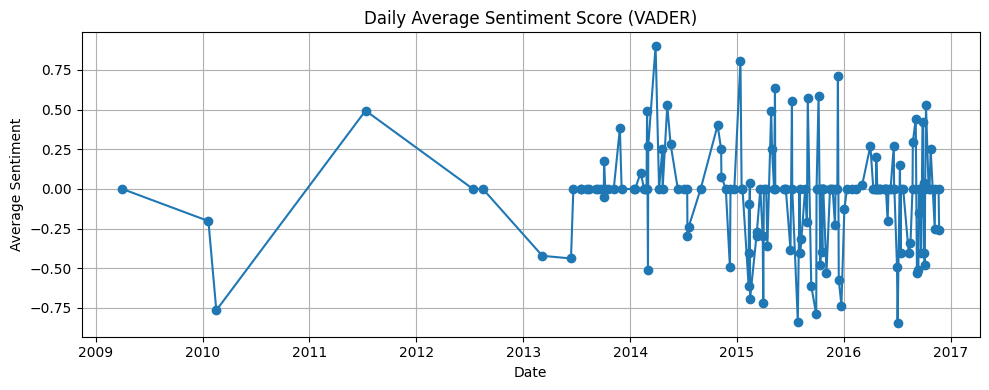 Daily Average Sentiment Score (VADER)
Average Sentiment
0.75
0.50
0.25
0.00
−0.25
−0.50
−0.75
2009 2010 2011 2012 2013 2014 2015 2016 2017
Date